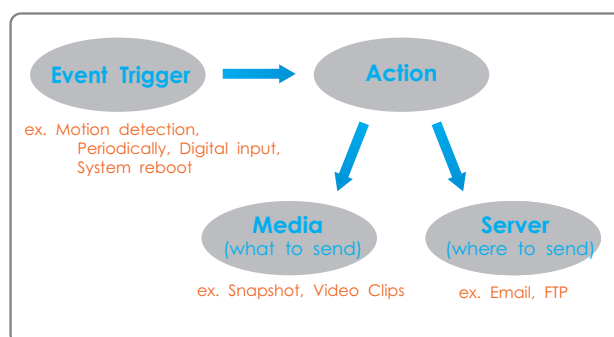 Event Trigger
Action
ex. Motion detection,
Periodically, Digital input,
System reboot
Media
(what to send)
Server
(where to send)
ex. Snapshot, Video Clips
ex. Email, FTP